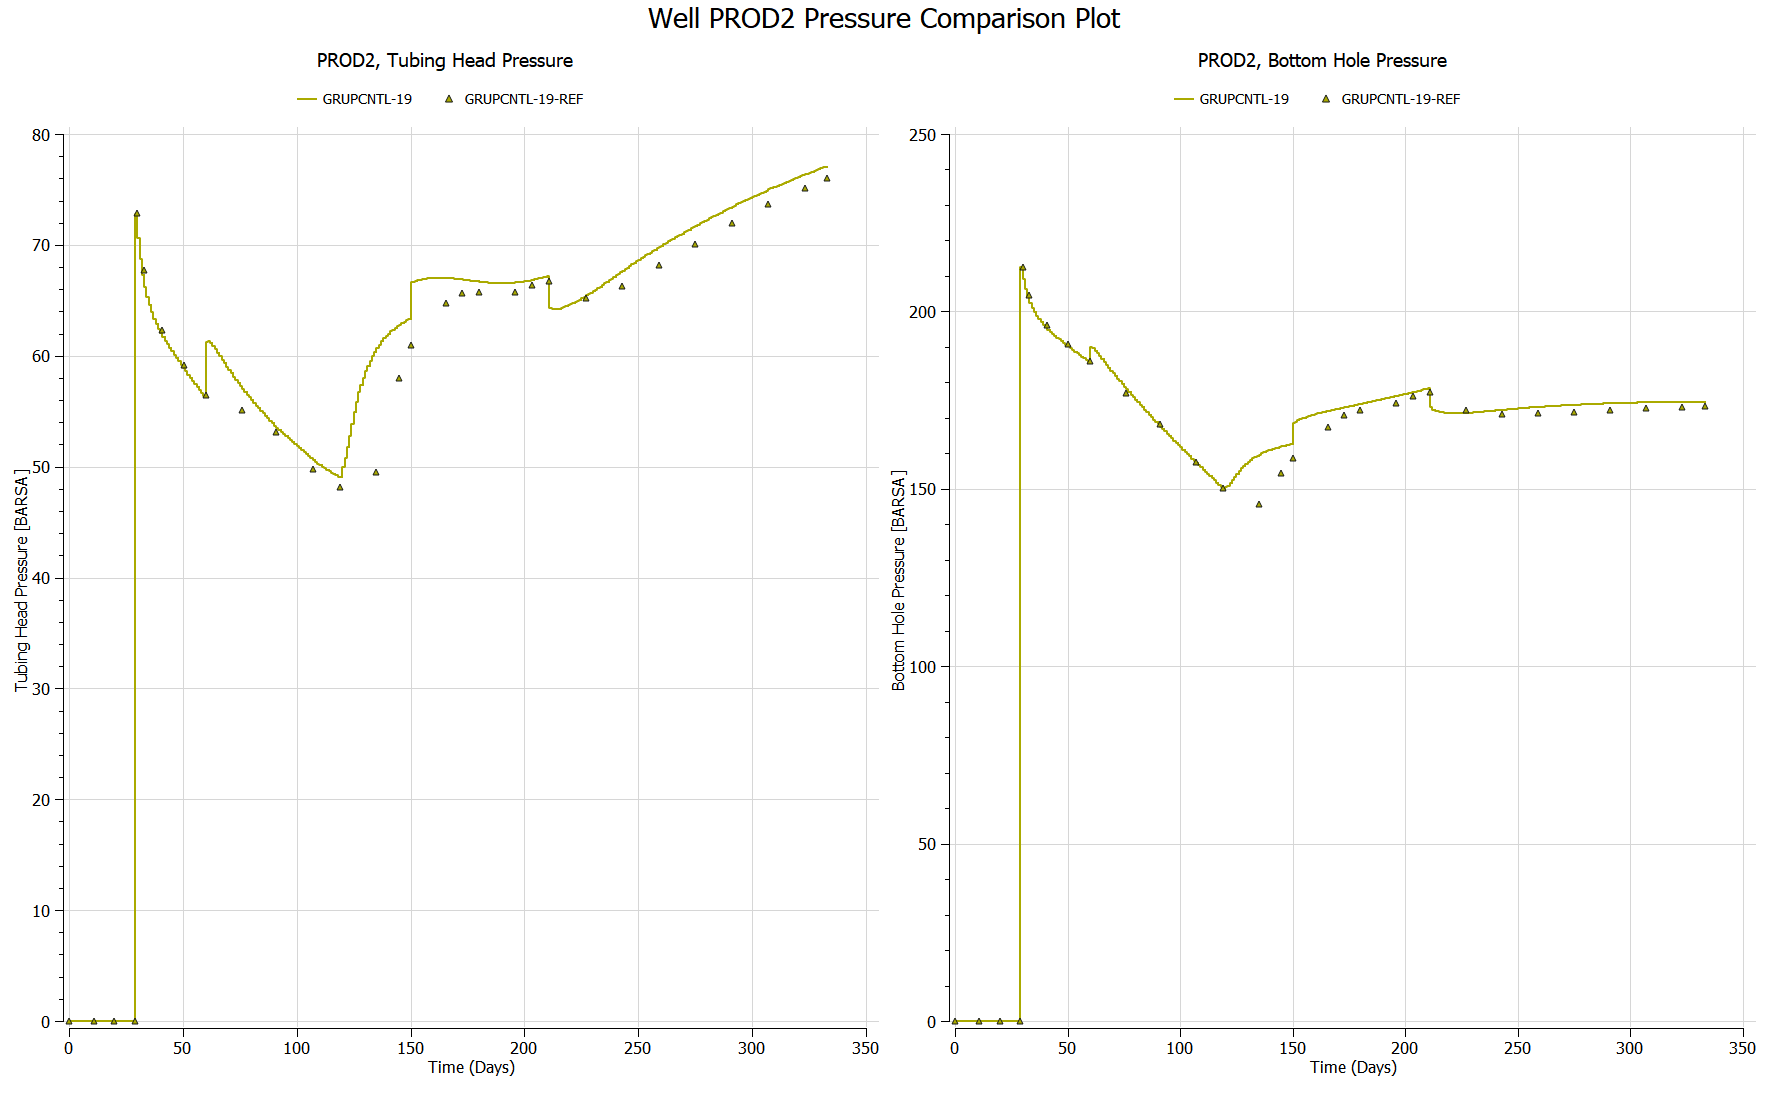 Well PROD2 Pressure Comparison Plot
PROD2, Tubing Head Pressure
GRUPCNTL-19
GRUPCNTL-19-REF
Tubing Head Pressure [BARSA]
80
70
60
50
40
30
20
10
0
0 50 100 150 200 250 300 350
Time (Days)
PROD2, Bottom Hole Pressure
GRUPCNTL-19
GRUPCNTL-19-REF
Bottom Hole Pressure [BARSA]
250
200
150
100
50
0
0 50 100 150 200 250 300 350
Time (Days)